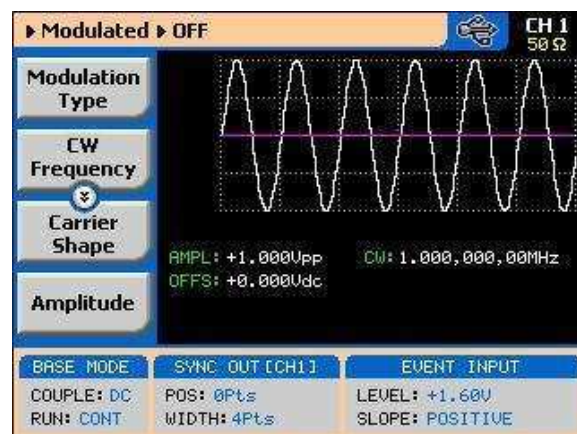 Modulated OFF
CH 1
50 Ω
Modulation
Type
CW
Frequency
Carrier
Shape
Amplitude
AMPL: +1.000Vpp CW: 1.000,000,00MHz
OFFS: +0.000Vdc
BASE MODE SYNC OUT [CH1] EVENT INPUT
COUPLE: DC POS: 0Pts LEVEL: +1.60V
RUN: CONT WIDTH: 4Pts SLOPE: POSITIVE